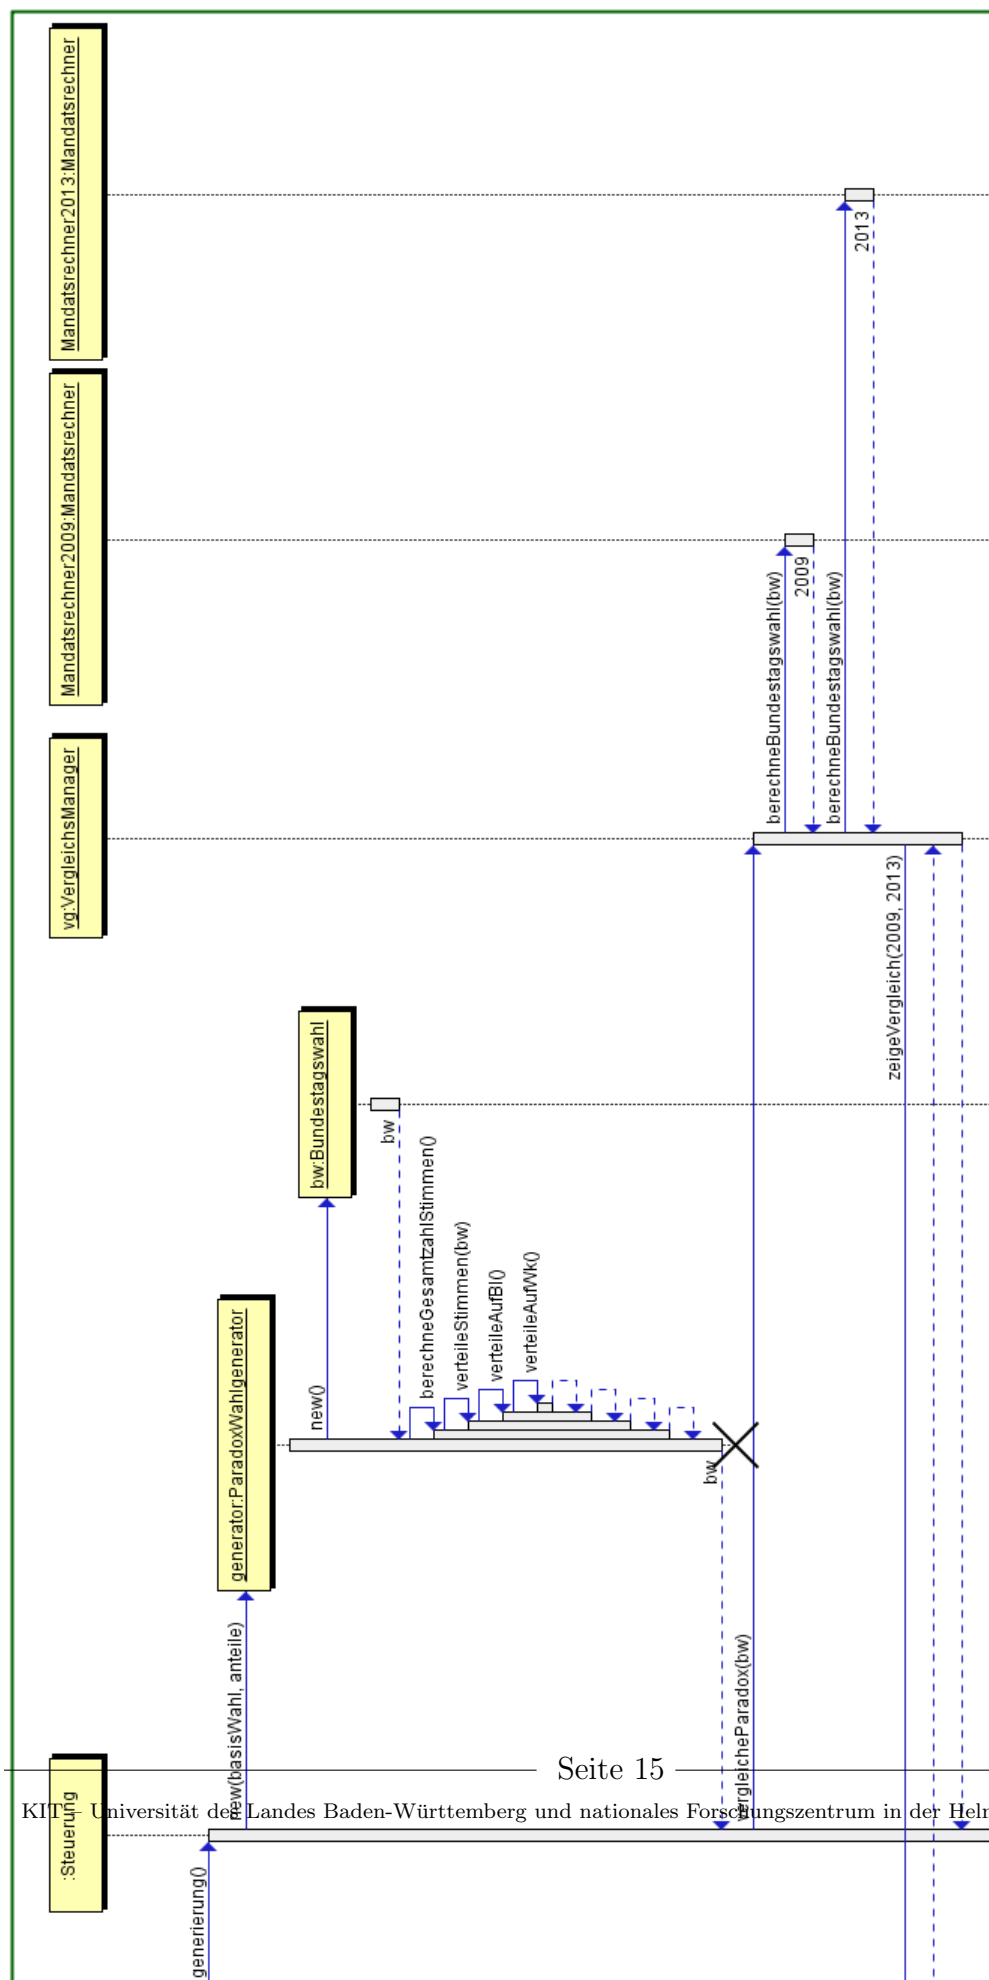 Mandatsrechner2013:Mandatsrechner
Mandatsrechner2009:Mandatsrechner
vg:VergleichsManager
bw:Bundestagswahl
generator:ParadoxWahlgenerator
:Steuerung
generierung()
new(basisWahl, anteile)
new()
bw
berechneGesamtzahlStimmen()
verteileStimmen(bw)
verteileAufBl()
verteileAufWk()
bw
vergleicheParadox(bw)
berechneBundestagswahl(bw)
2009
berechneBundestagswahl(bw)
2013
zeigeVergleich(2009, 2013)
Seite 15
KIT – Universität des Landes Baden-Württemberg und nationales Forschungszentrum in der